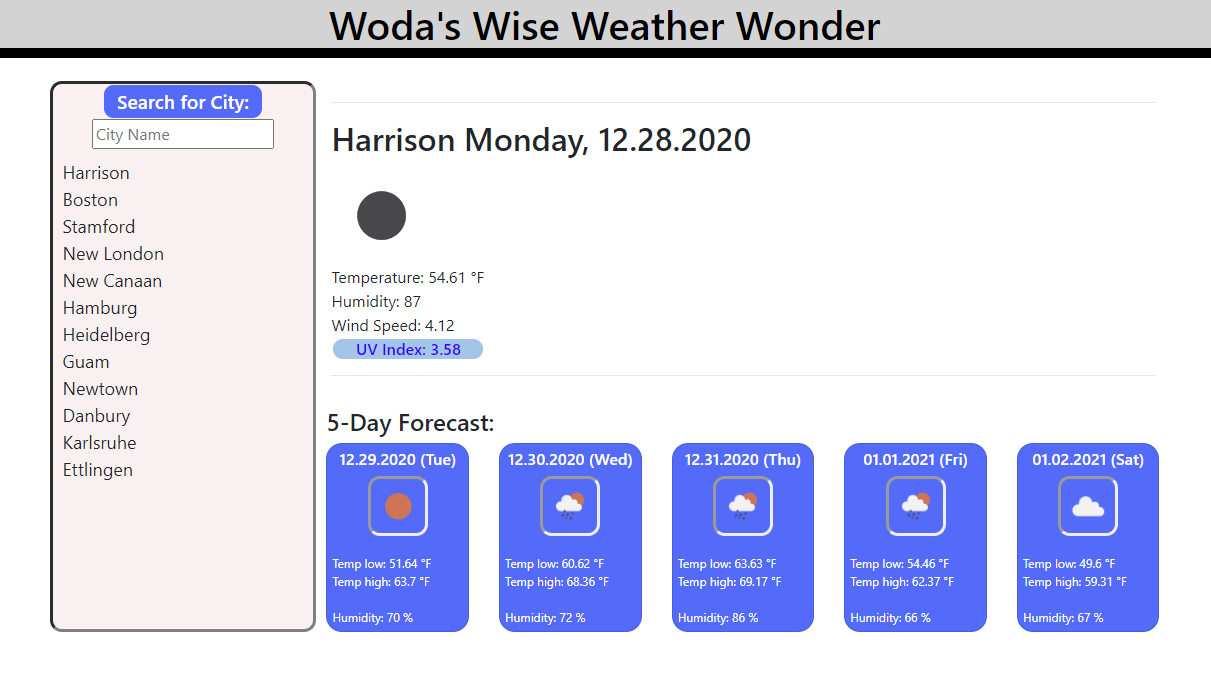 Woda's Wise Weather Wonder
Search for City:
City Name
Harrison
Boston
Stamford
New London
New Canaan
Hamburg
Heidelberg
Guam
Newtown
Danbury
Karlsruhe
Ettlingen
Harrison Monday, 12.28.2020
Temperature: 54.61 °F
Humidity: 87
Wind Speed: 4.12
UV Index: 3.58
5-Day Forecast:
12.29.2020 (Tue)
Temp low: 51.64 °F
Temp high: 63.7 °F
Humidity: 70 %
12.30.2020 (Wed)
Temp low: 60.62 °F
Temp high: 68.36 °F
Humidity: 72 %
12.31.2020 (Thu)
Temp low: 63.63 °F
Temp high: 69.17 °F
Humidity: 86 %
01.01.2021 (Fri)
Temp low: 54.46 °F
Temp high: 62.37 °F
Humidity: 66 %
01.02.2021 (Sat)
Temp low: 49.6 °F
Temp high: 59.31 °F
Humidity: 67 %